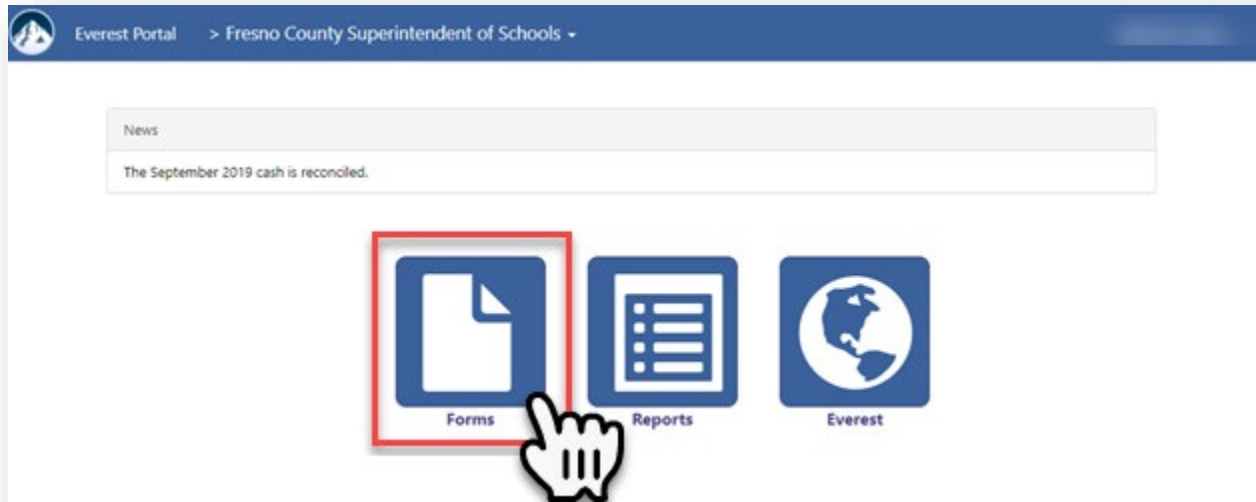 Everest Portal > Fresno County Superintendent of Schools
News
The September 2019 cash is reconciled.
Forms Reports Everest